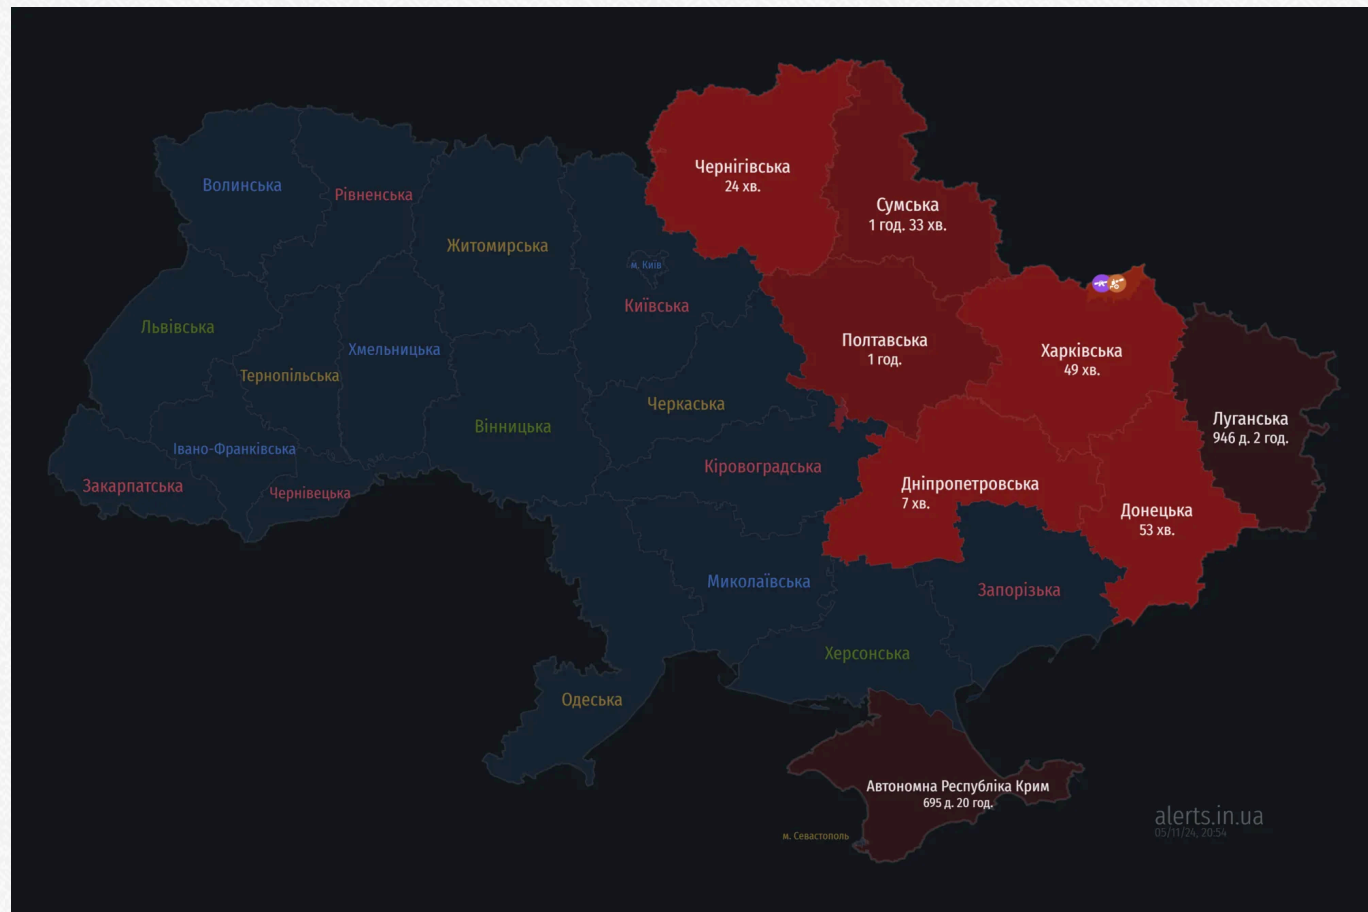 Чернігівська
24 хв.
Волинська
Рівненська
Сумська
1 год. 33 хв.
Житомирська
м. Київ
Київська
Львівська
Полтавська
1 год.
Хмельницька
Харківська
49 хв.
Тернопільська
Черкаська
Луганська
946 д. 2 год.
Вінницька
Івано-Франківська
Кіровоградська
Закарпатська
Чернівецька
Дніпропетровська
7 хв.
Донецька
53 хв.
Миколаївська
Запорізька
Херсонська
Одеська
Автономна Республіка Крим
695 д. 20 год.
м. Севастополь
alerts.in.ua
05/11/24, 20:54